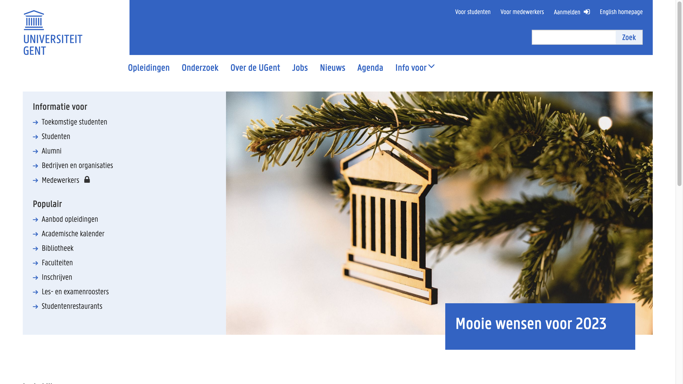 UNIVERSITEIT
GENT
Voor studenten Voor medewerkers Aanmelden English homepage
Zoek
Opleidingen Onderzoek Over de UGent Jobs Nieuws Agenda Info voor
Informatie voor
Toekomstige studenten
Studenten
Alumni
Bedrijven en organisaties
Medewerkers
Populair
Aanbod opleidingen
Academische kalender
Bibliotheek
Faculteiten
Inschrijven
Les- en examenroosters
Studentenrestaurants
Mooie wensen voor 2023